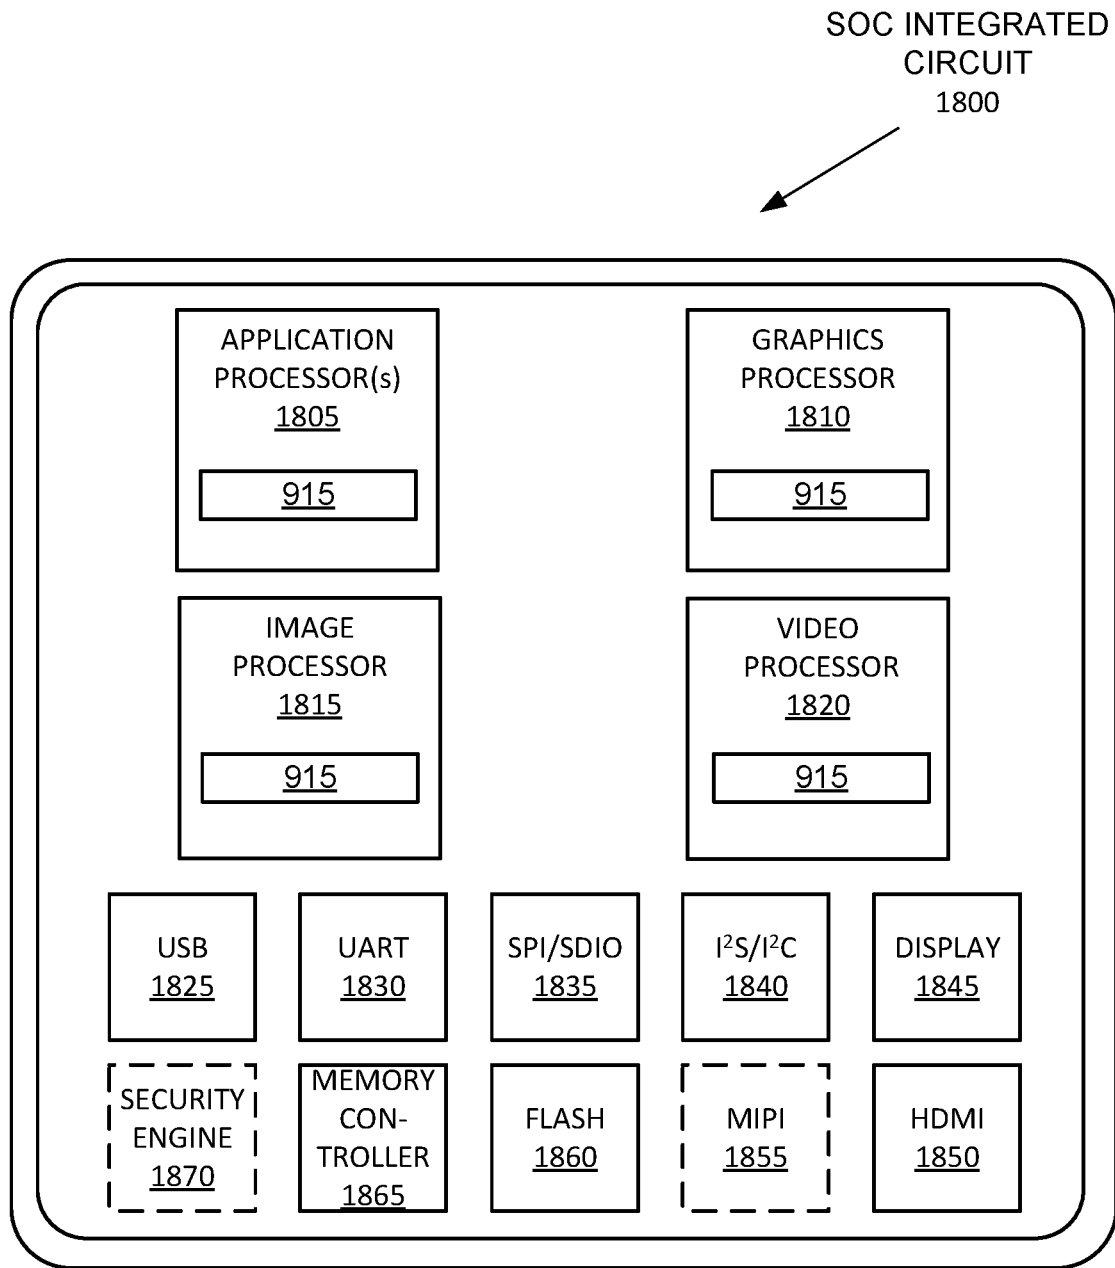 SOC INTEGRATED
CIRCUIT
1800
APPLICATION
PROCESSOR(s)
1805
915
GRAPHICS
PROCESSOR
1810
915
IMAGE
PROCESSOR
1815
915
VIDEO
PROCESSOR
1820
915
USB
1825
UART
1830
SPI/SDIO
1835
I²S/I²C
1840
DISPLAY
1845
SECURITY
ENGINE
1870
MEMORY
CON-
TROLLER
1865
FLASH
1860
MIPI
1855
HDMI
1850